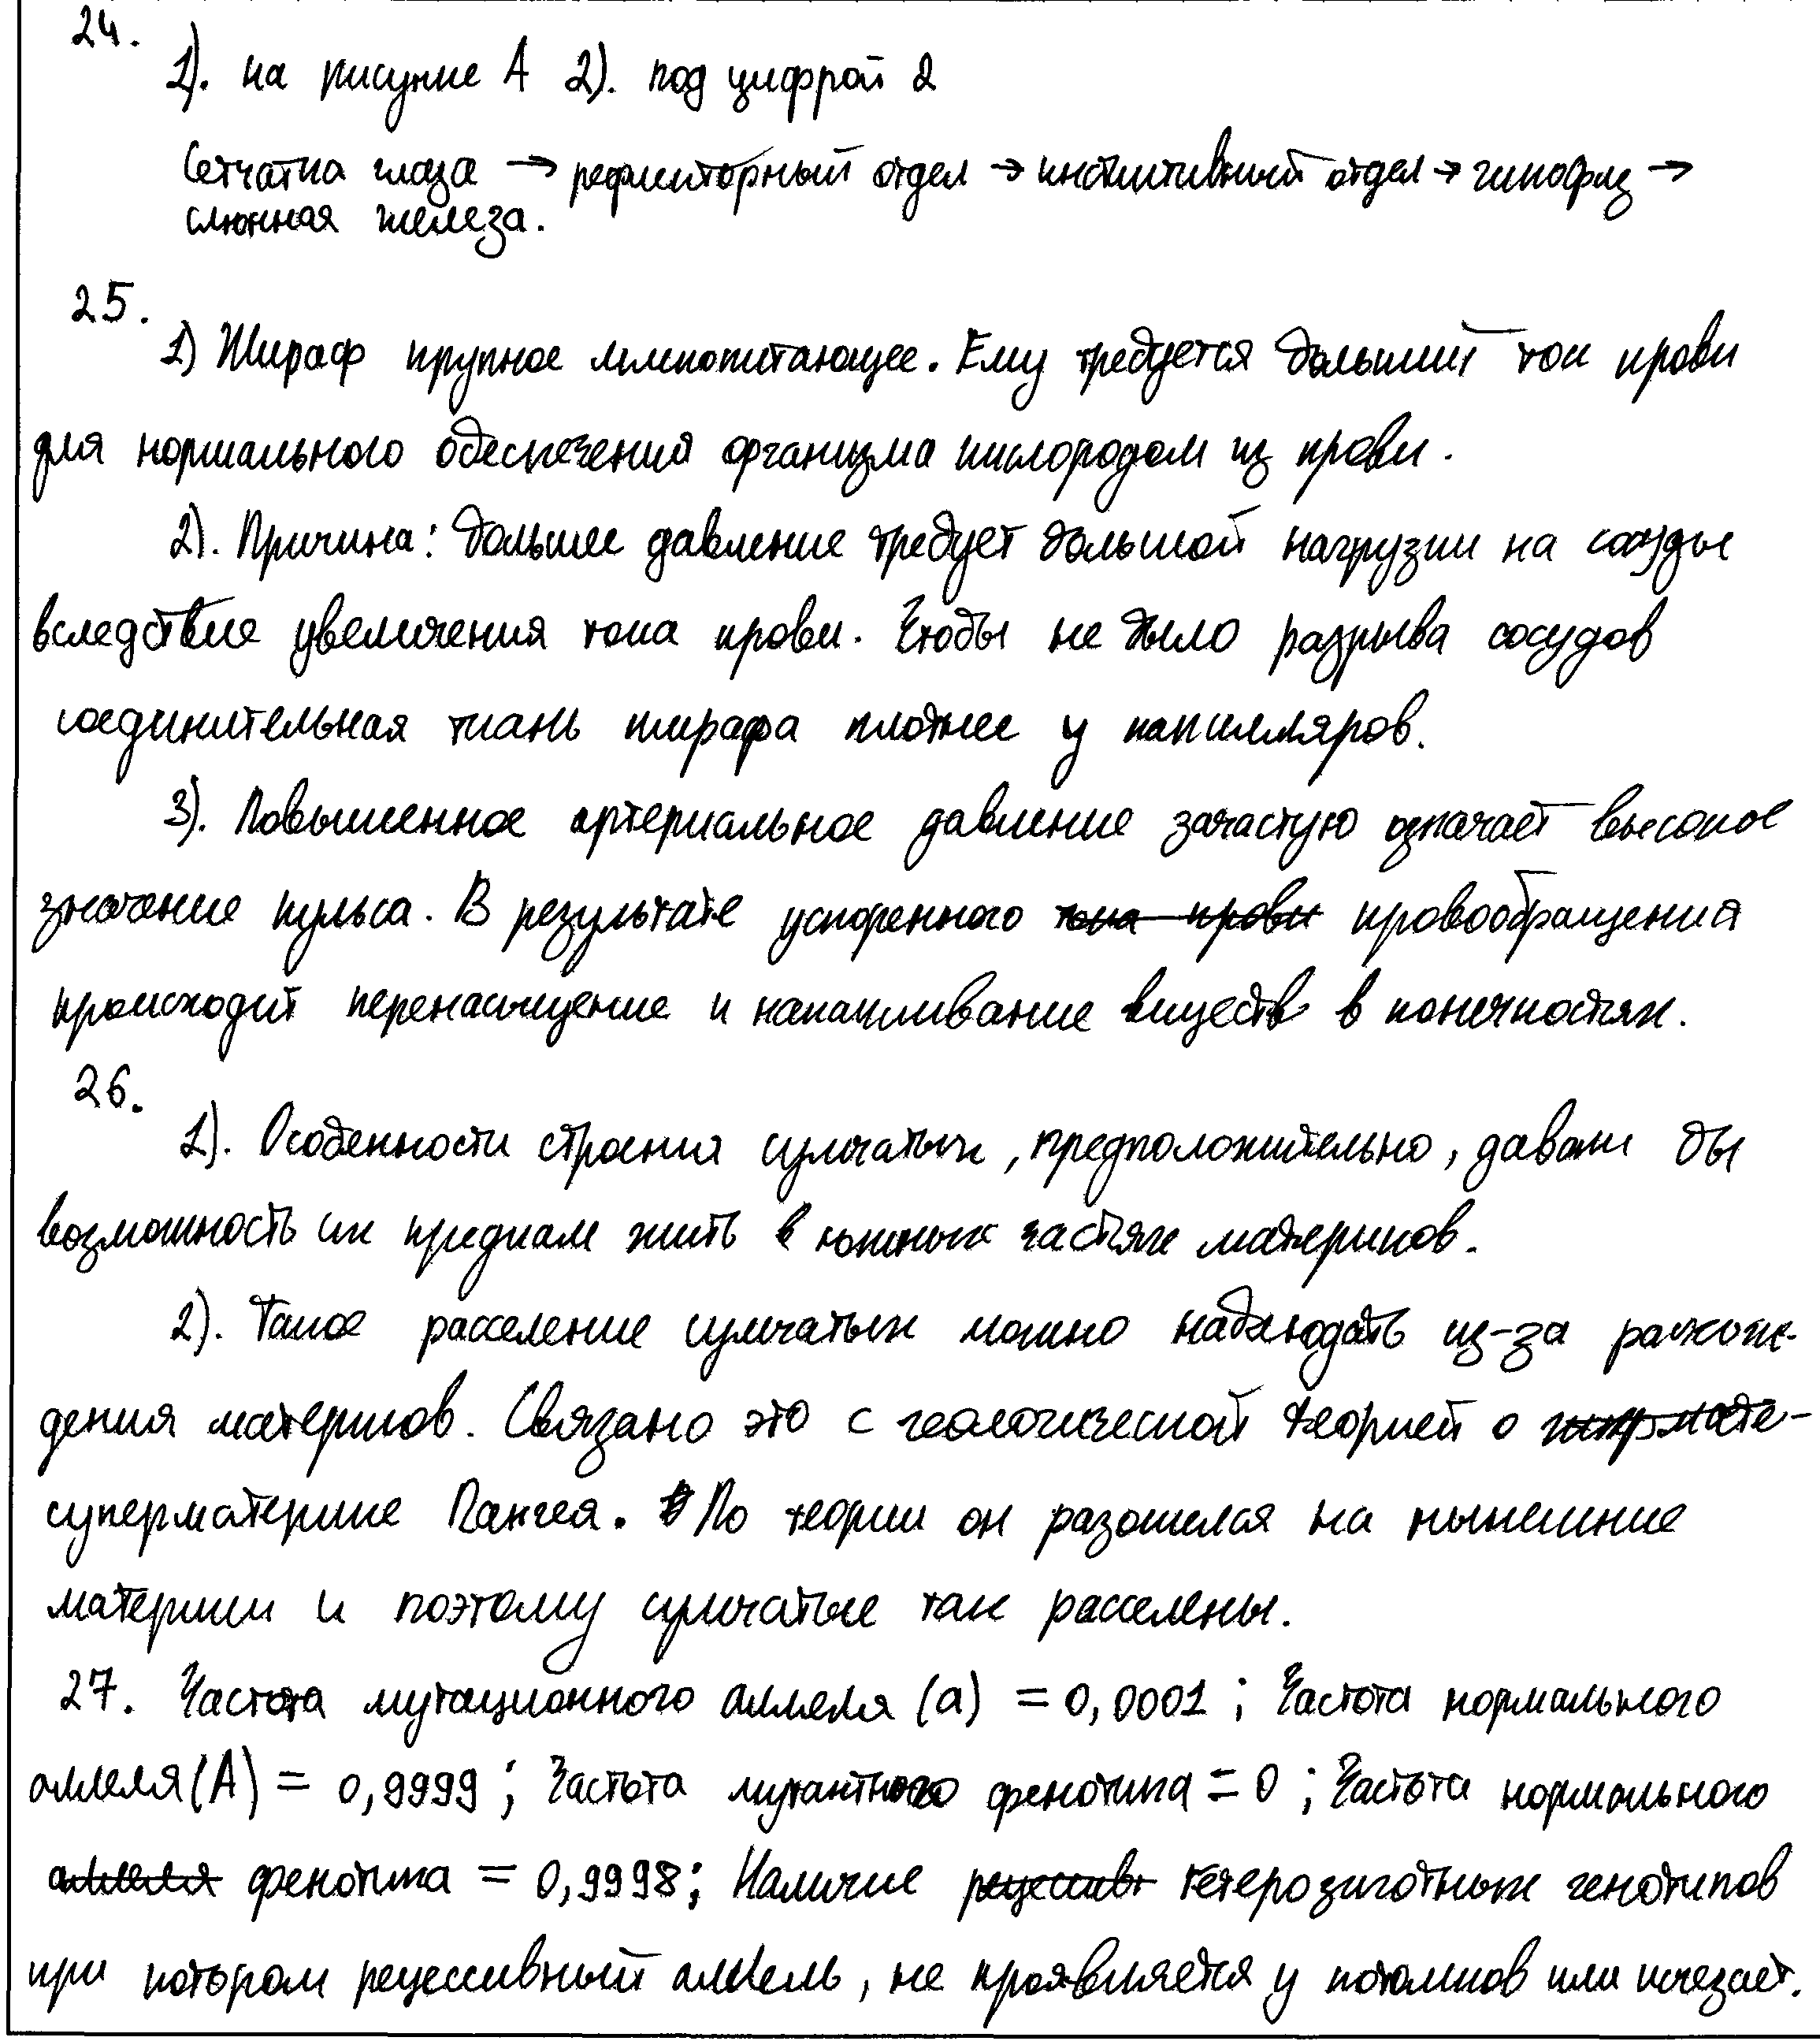 24.
1). на рисунке А 2). под цифрой 2
Сетчатка глаза → рефлекторный отдел → инстинтивный отдел → гипофиз →
слюнная железа.
25.
1) Жираф крупное млекопитающее. Ему требуется больший ток крови
для нормального обеспечения организма кислородом из крови.
2). Причина: большее давление требует большой нагрузки на сосуды
вследствие увеличения тока крови. Чтобы не было разрыва сосудов
соединительная ткань жирафа плотнее у капилляров.
3). Повышенное артериальное давление зачастую означает высокое
значение пульса. В результате ускоренного тока крови кровообращения
происходит перенасыщение и накапливание веществ в конечностях.
26.
1). Особенности строения сумчатых, предположительно, давали бы
возможность их предкам жить в южных частях материков.
2). Такое расселение сумчатых можно наблюдать из-за расхож-
дения материков. Связано это с геологической теорией о
суперматерике Пангея. По теории он разошелся на нынешние
материки и поэтому сумчатые так расселены.
27. Частота мутационного аллеля (а) = 0,0001 ; Частота нормального
аллеля (А) = 0,9999 ; Частота мутантного фенотипа = 0 ; Частота нормального
аллеля фенотипа = 0,9998; Наличие гетерозиготных генотипов
при котором рецессивный аллель, не проявляется у потомков или исчезает.